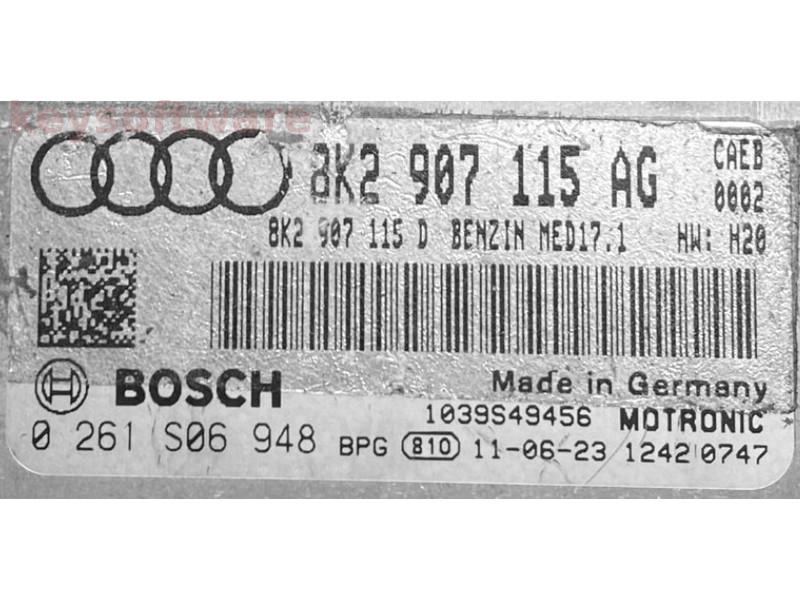 keysoftware
8K2 907 115 AG CAEB
0002
8K2 907 115 D BENZIN MED17.1 HW: H20
BOSCH Made in Germany
1039S49456 MOTRONIC
0 261 S06 948 BPG 810 11-06-23 1242 0747